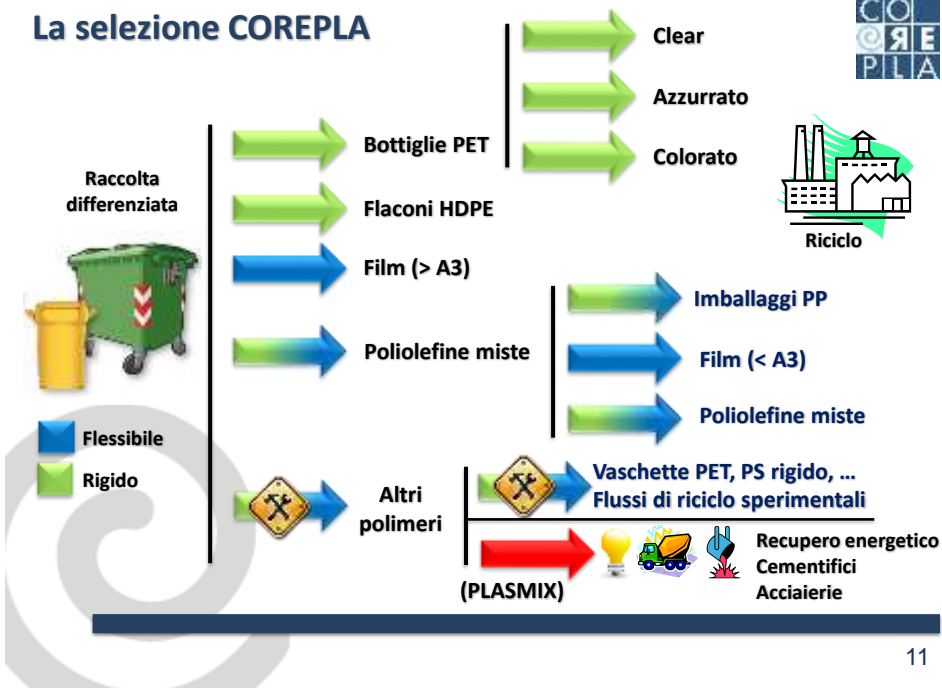 La selezione COREPLA
CO
REPLA
Clear
Azzurrato
Colorato
Raccolta
differenziata
Bottiglie PET
Flaconi HDPE
Film (> A3)
Poliolefine miste
Riciclo
Imballaggi PP
Film (< A3)
Poliolefine miste
Flessibile
Rigido
Altri
polimeri
Vaschette PET, PS rigido, …
Flussi di riciclo sperimentali
(PLASMIX)
Recupero energetico
Cementifici
Acciaierie
11